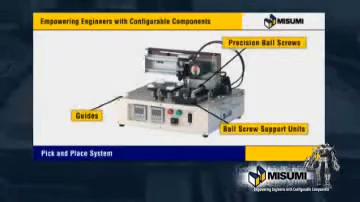 Empowering Engineers with Configurable Components
MISUMI
Precision Ball Screws
Guides
Ball Screw Support Units
Pick and Place System
MISUMI
Empowering Engineers with Configurable Components